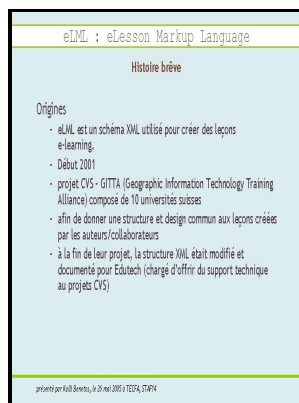 eLML : eLesson Markup Language
Histoire brève
Origines
- eLML est un schéma XML utilisé pour créer des leçons
e-learning.
- Début 2001
- projet CVS - GITTA (Geographic Information Technology Training
Alliance) composé de 10 universités suisses
- afin de donner une structure et design commun aux leçons créées
par les auteurs/collaborateurs
- à la fin de leur projet, la structure XML était modifié et
documenté pour Edutech (chargé d'offrir du support technique
au projets CVS)
présenté par Kalli Benetos, le 26 mai 2005 à TECFA, STAF14